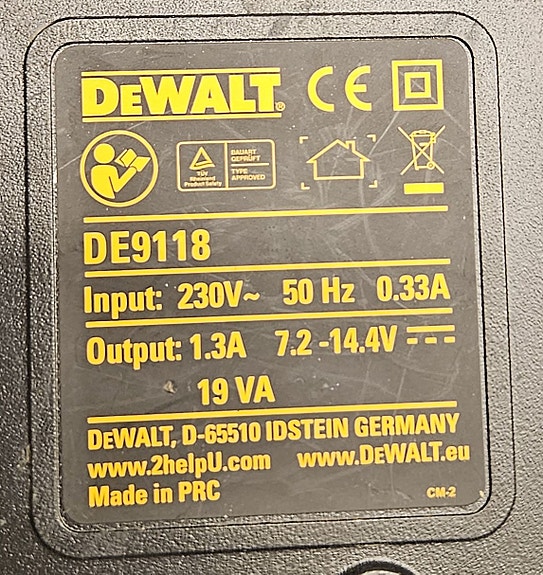 DEWALT®
CE
TÜV
Rheinland
Product Safety
BAUART
GEPRÜFT
TYPE
APPROVED
DE9118
Input: 230V~ 50 Hz 0.33A
Output: 1.3A 7.2 -14.4V
19 VA
DEWALT, D-65510 IDSTEIN GERMANY
www.2helpU.com www.DEWALT.eu
Made in PRC CM-2